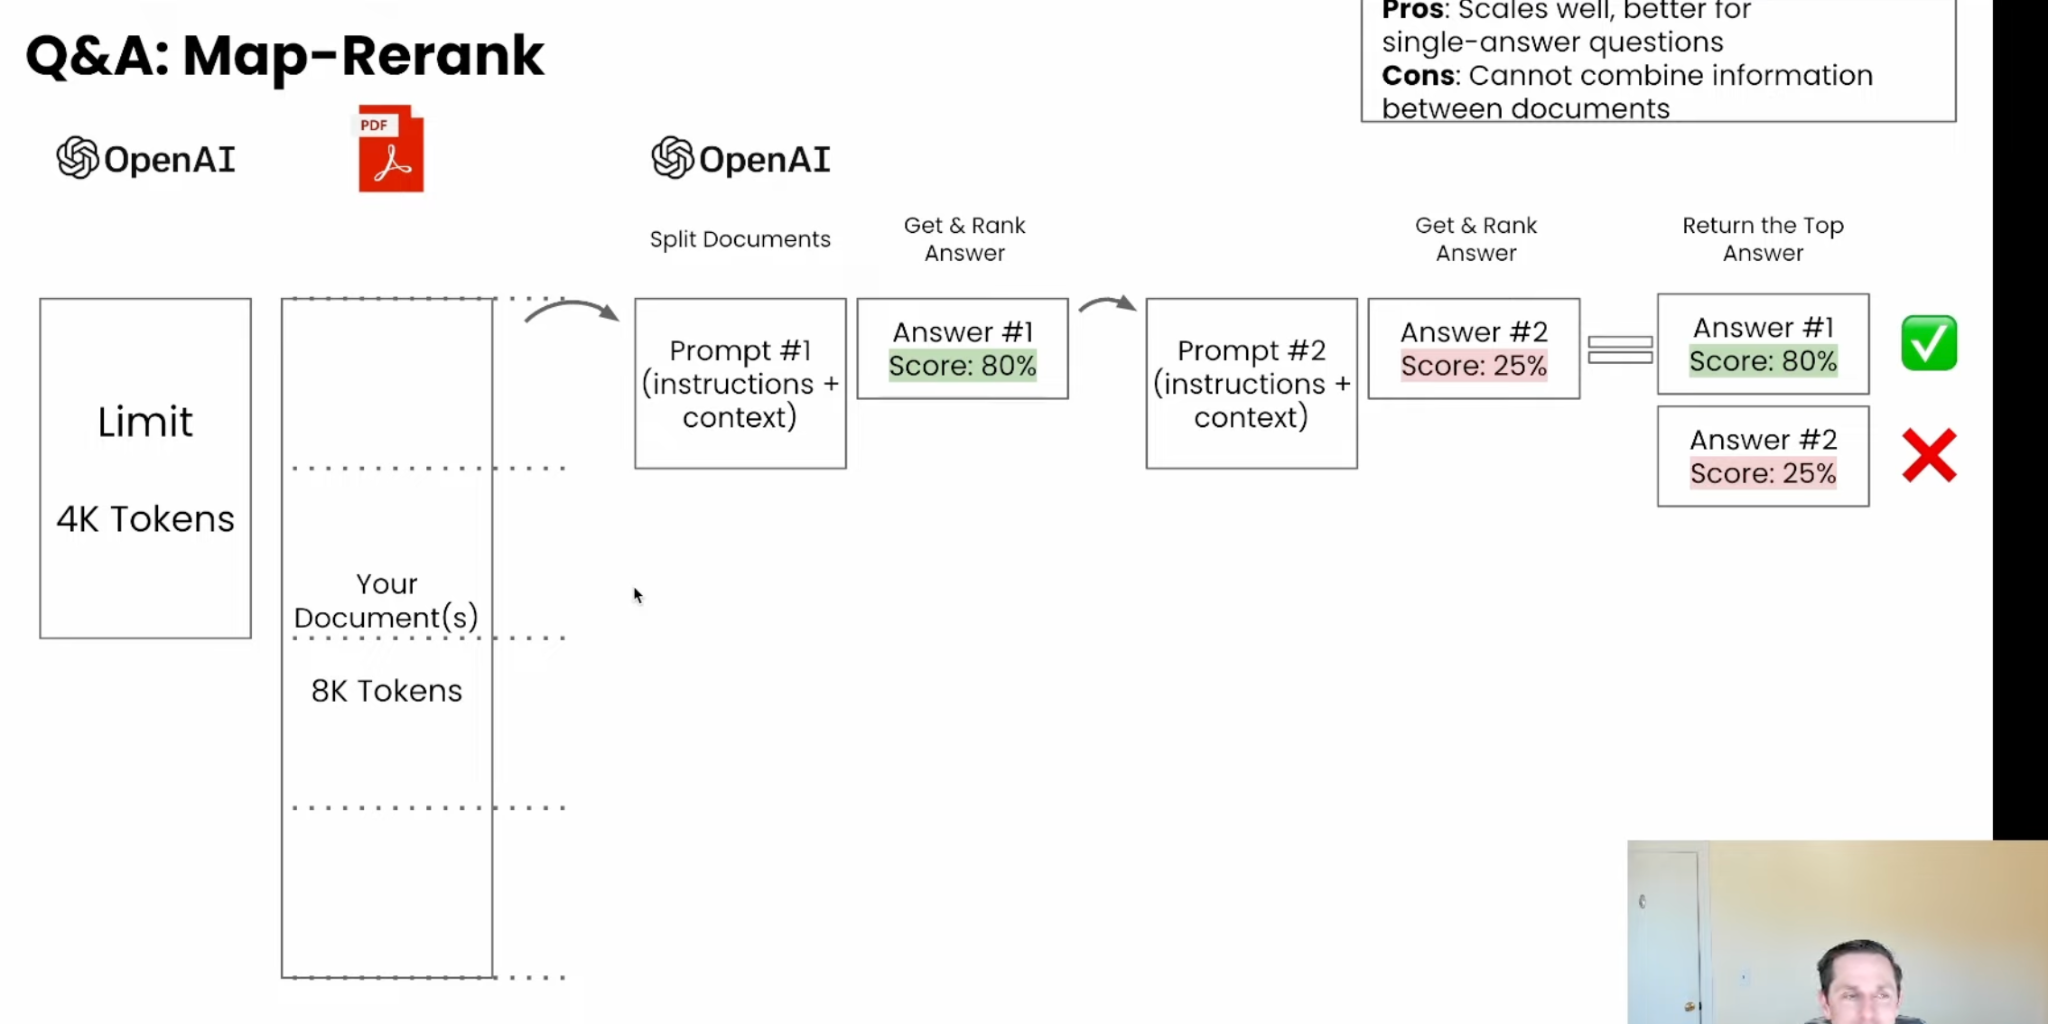 Q&A: Map-Rerank
Pros: Scales well, better for
single-answer questions
Cons: Cannot combine information
between documents
OpenAI
PDF
OpenAI
Split Documents
Get & Rank
Answer
Get & Rank
Answer
Return the Top
Answer
Limit
4K Tokens
Your
Document(s)
8K Tokens
Prompt #1
(instructions +
context)
Answer #1
Score: 80%
Prompt #2
(instructions +
context)
Answer #2
Score: 25%
Answer #1
Score: 80%
Answer #2
Score: 25%